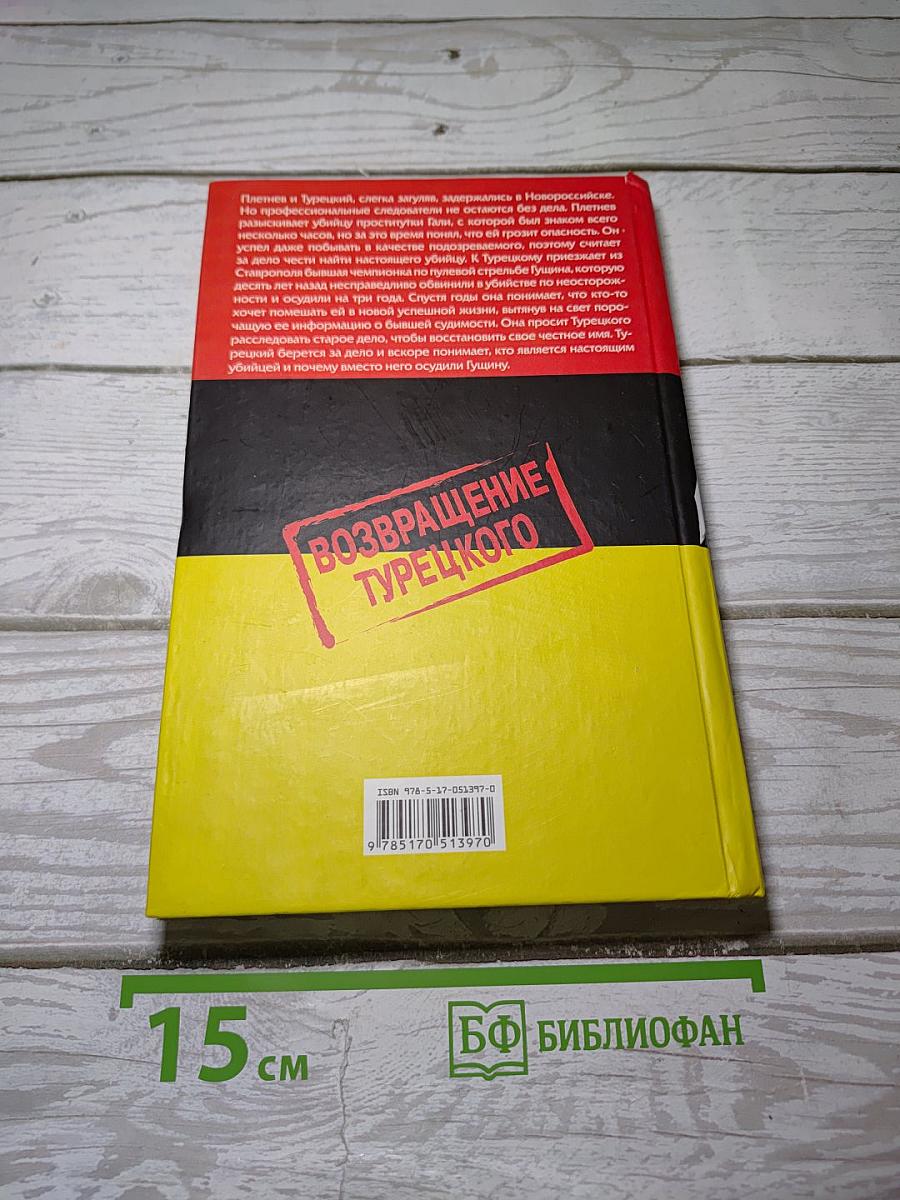 Плетнев и Турецкий, слегка загуляв, задержались в Новороссийске.
Но профессиональные следователи не остаются без дела. Плетнев
разыскивает убийцу проститутки Гали, с которой был знаком всего
несколько часов, но за это время понял, что ей грозит опасность. Он
успел даже побывать в качестве подозреваемого, поэтому считает
за дело чести найти настоящего убийцу. К Турецкому приезжает из
Ставрополя бывшая чемпионка по пулевой стрельбе Гущина, которую
десять лет назад несправедливо обвинили в убийстве по неосторож-
ности и осудили на три года. Спустя годы она понимает, что кто-то
хочет помешать ей в новой успешной жизни, вытянув на свет поро-
чащую ее информацию о бывшей судимости. Она просит Турецкого
расследовать старое дело, чтобы восстановить свое честное имя. Ту-
рецкий берется за дело и вскоре понимает, кто является настоящим
убийцей и почему вместо него осудили Гущину.
ВОЗВРАЩЕНИЕ
ТУРЕЦКОГО
ISBN 978-5-17-051397-0
9 785170 513970
15 см
БФ БИБЛИОФАН